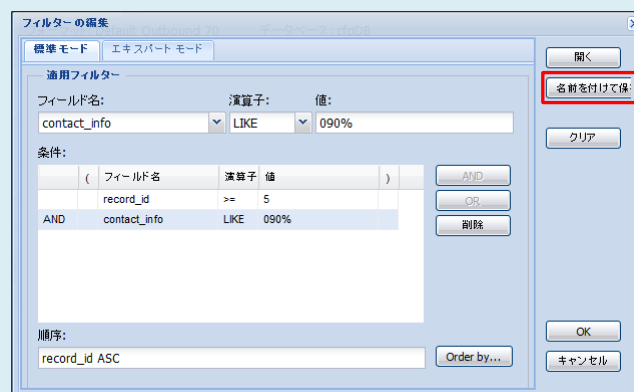 フィルターの編集
標準モード エキスパート モード
開く
適用フィルター
名前を付けて保
フィールド名: 演算子: 値:
contact_info LIKE 090%
クリア
条件:
( フィールド名 演算子 値 ) AND
record_id >= 5 OR
AND contact_info LIKE 090% 削除
順序:
OK
record_id ASC Order by...
キャンセル